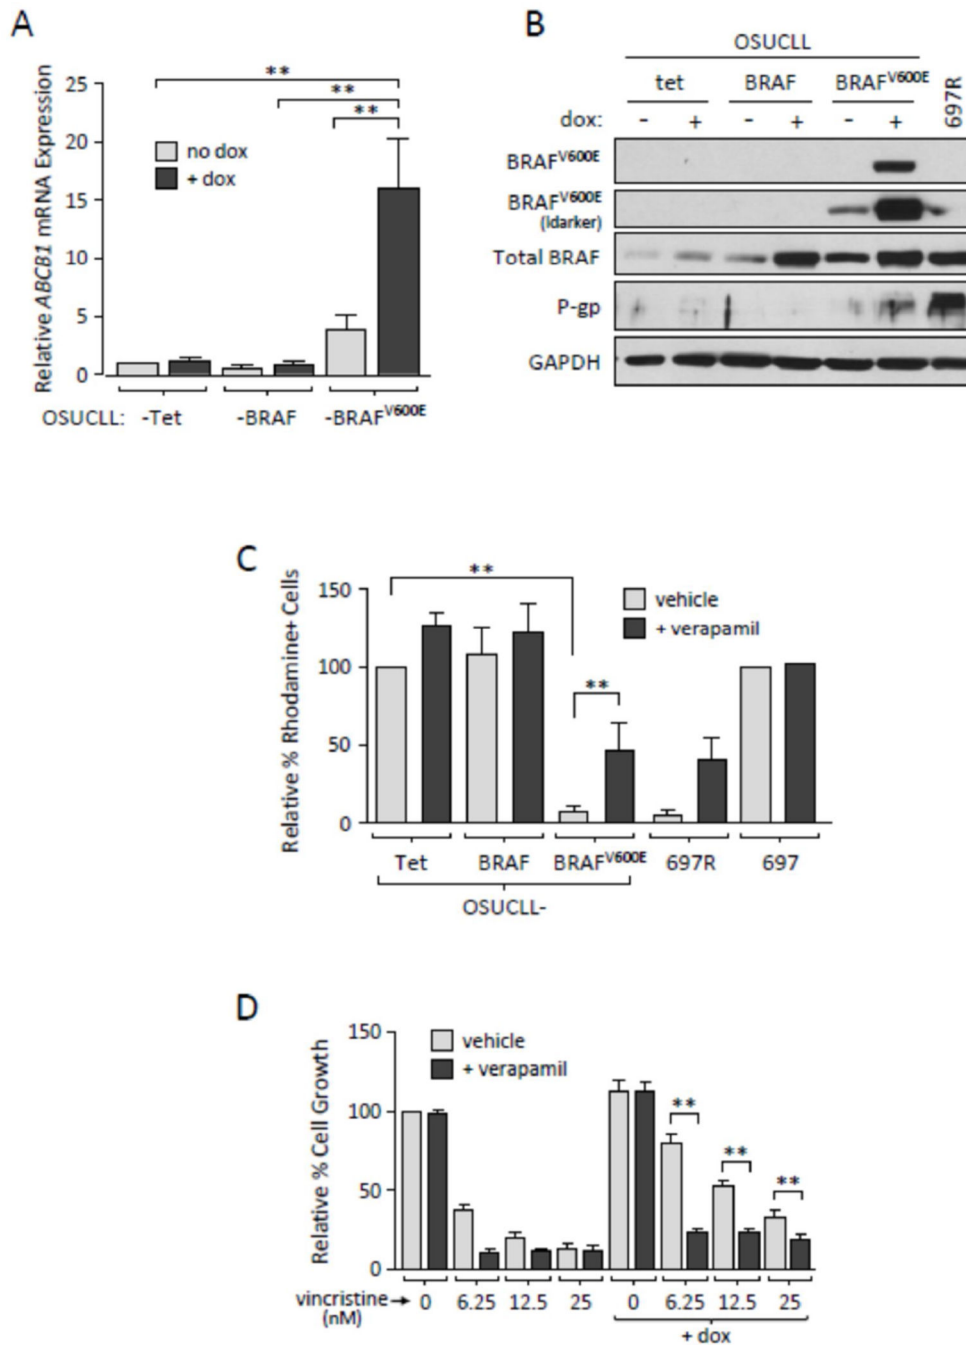 A
** 
**
**
25
20
15
10
5
0
Relative ABCB1 mRNA Expression
no dox
+ dox
OSUCLL: -Tet -BRAF -BRAFV600E
B
OSUCLL
tet BRAF BRAFV600E 697R
dox: - + - + - +
BRAFV600E
BRAFV600E
(ldarker)
Total BRAF
P-gp
GAPDH
C
**
**
150
100
50
0
Relative % Rhodamine+ Cells
vehicle
+ verapamil
Tet BRAF BRAFV600E 697R 697
OSUCLL-
D
150
100
50
0
Relative % Cell Growth
vehicle
+ verapamil
** ** **
vincristine→ 0 6.25 12.5 25 0 6.25 12.5 25
(nM)
+ dox